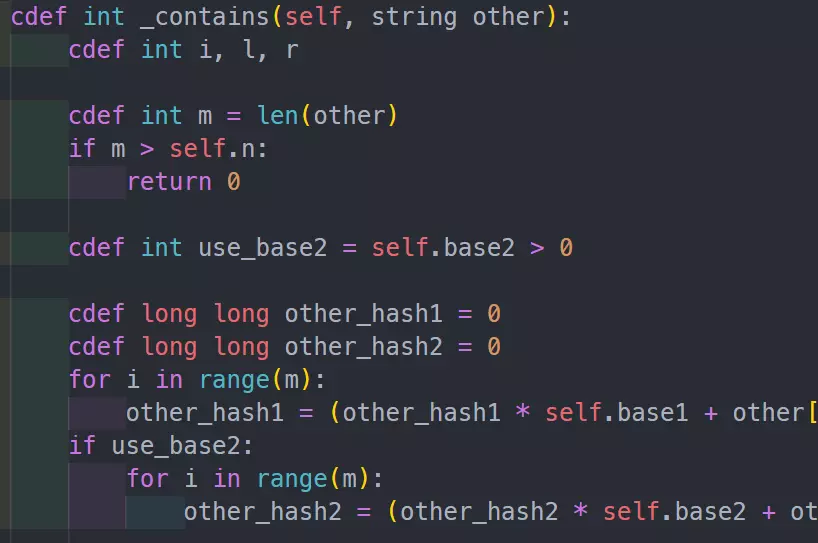 cdef int _contains(self, string other):
    cdef int i, l, r
    cdef int m = len(other)
    if m > self.n:
        return 0
    cdef int use_base2 = self.base2 > 0
    cdef long long other_hash1 = 0
    cdef long long other_hash2 = 0
    for i in range(m):
        other_hash1 = (other_hash1 * self.base1 + other[
    if use_base2:
        for i in range(m):
            other_hash2 = (other_hash2 * self.base2 + ot